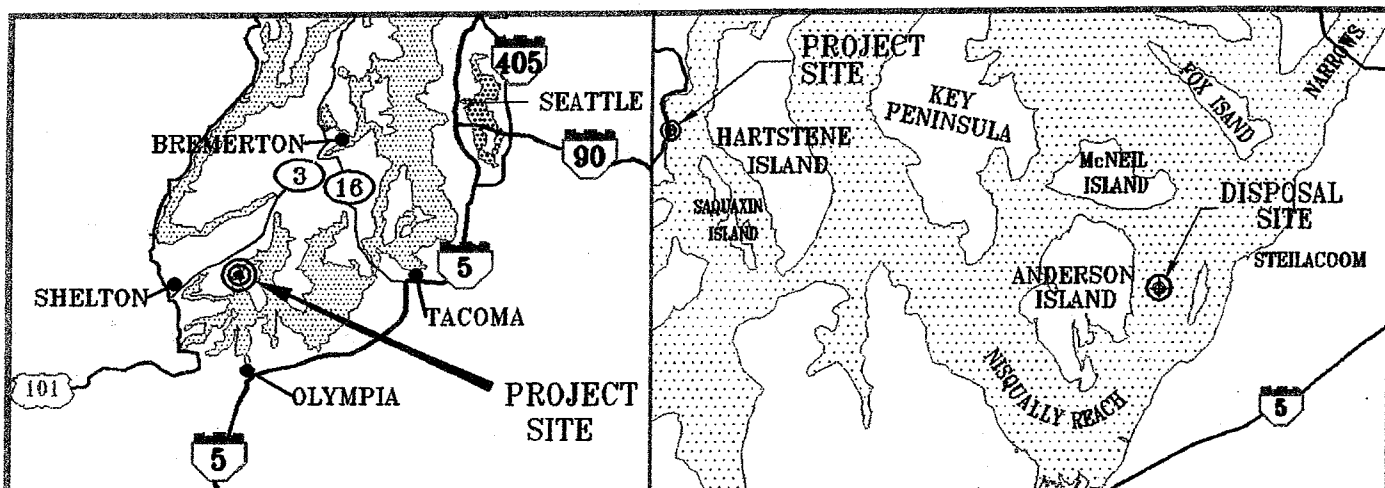 405
SEATTLE
BREMERTON
90
3
16
5
SHELTON
TACOMA
101
OLYMPIA
PROJECT
SITE
5
PROJECT
SITE
KEY
PENINSULA
FOX ISAND
NARROWS
HARTSTENE
ISLAND
McNEIL
ISLAND
SAQUAXIN
ISLAND
DISPOSAL
SITE
ANDERSON
ISLAND
STEILACOOM
NISQUALLY REACH
5